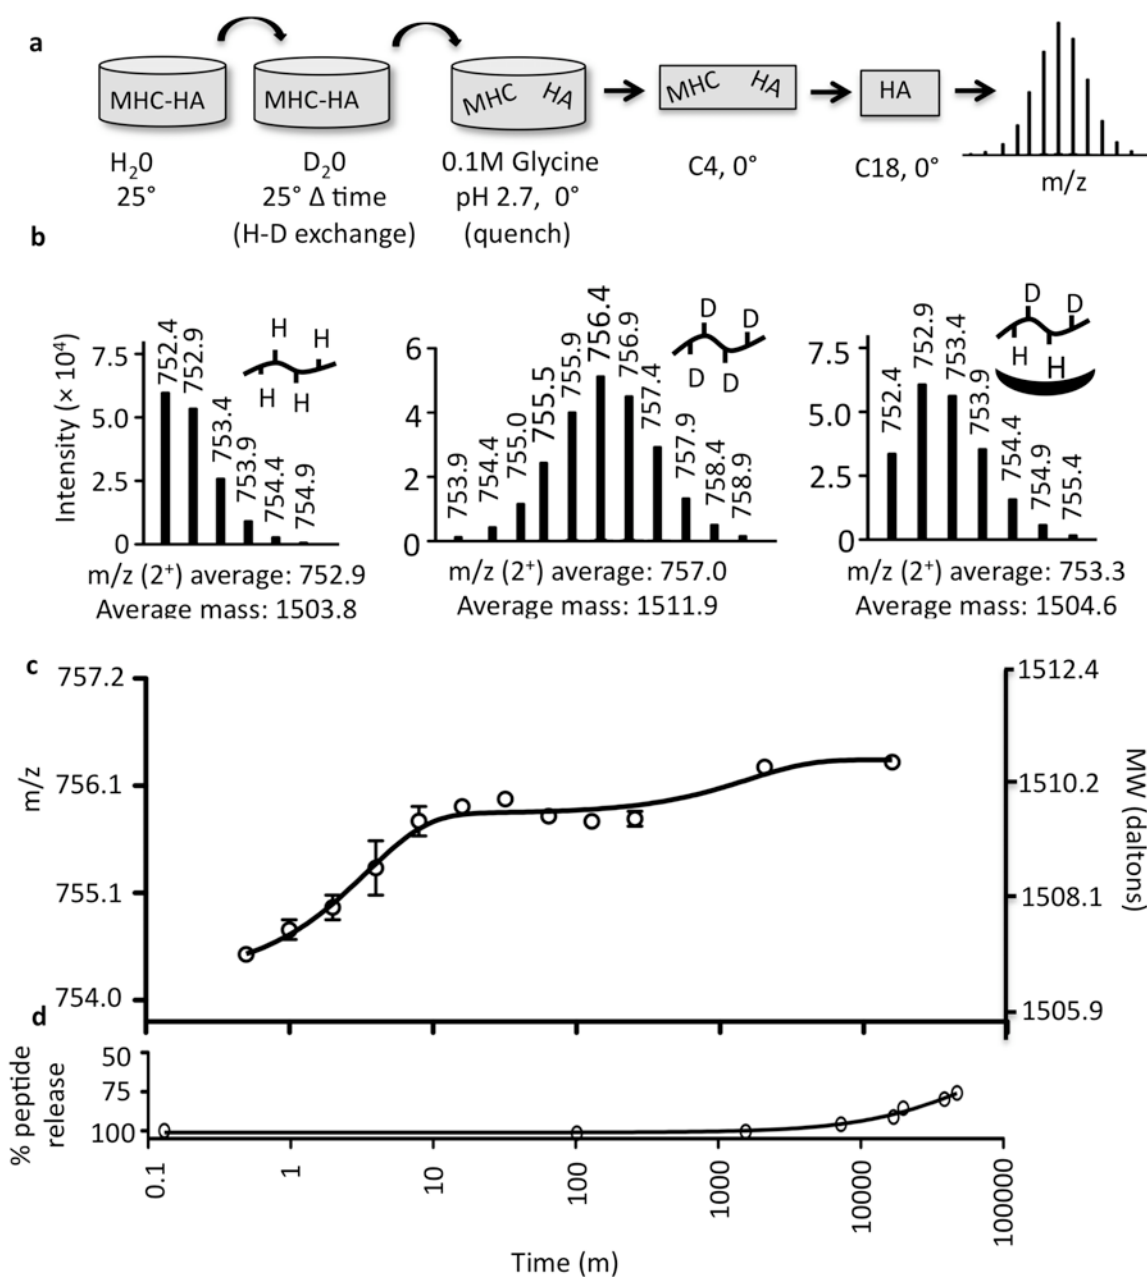 a
MHC-HA
MHC-HA
MHC HA
MHC HA
HA
H₂0
25°
D₂0
25° Δ time
(H-D exchange)
0.1M Glycine
pH 2.7, 0°
(quench)
C4, 0°
C18, 0°
m/z
b
Intensity (× 10⁴)
7.5
5.0
2.5
0
752.4
752.9
753.4
753.9
754.4
754.9
H
H
H
H
m/z (2⁺) average: 752.9
Average mass: 1503.8
6
4
2
0
753.9
754.4
755.0
755.5
755.9
756.4
756.9
757.4
757.9
758.4
758.9
D
D
D
D
m/z (2⁺) average: 757.0
Average mass: 1511.9
7.5
5.0
2.5
0
752.4
752.9
753.4
753.9
754.4
754.9
755.4
D
D
H
H
m/z (2⁺) average: 753.3
Average mass: 1504.6
c
m/z
757.2
756.1
755.1
754.0
1512.4
1510.2
1508.1
1505.9
MW (daltons)
d
% peptide
release
50
75
100
0.1
1
10
100
1000
10000
100000
Time (m)